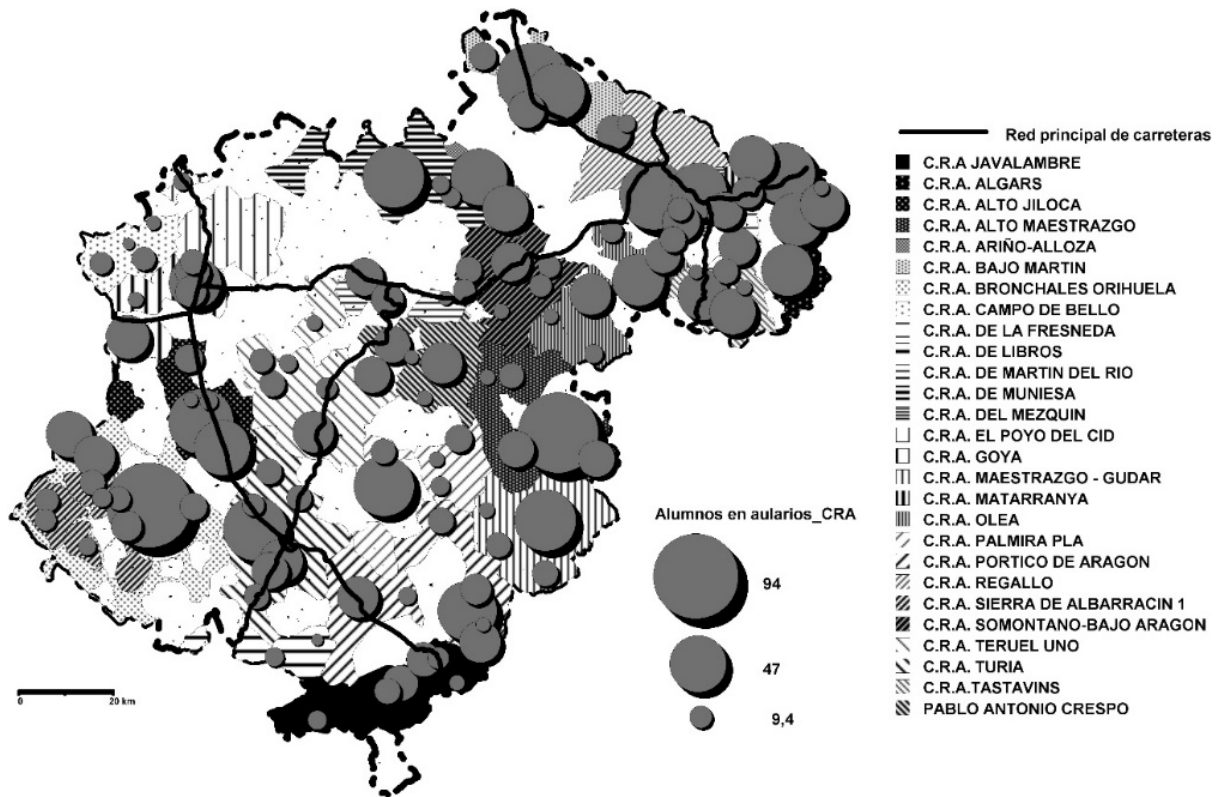 Red principal de carreteras
C.R.A JAVALAMBRE
C.R.A. ALGARS
C.R.A. ALTO JILOCA
C.R.A. ALTO MAESTRAZGO
C.R.A. ARIÑO-ALLOZA
C.R.A. BAJO MARTIN
C.R.A. BRONCHALES ORIHUELA
C.R.A. CAMPO DE BELLO
C.R.A. DE LA FRESNEDA
C.R.A. DE LIBROS
C.R.A. DE MARTIN DEL RIO
C.R.A. DE MUNIESA
C.R.A. DEL MEZQUIN
C.R.A. EL POYO DEL CID
C.R.A. GOYA
C.R.A. MAESTRAZGO - GUDAR
C.R.A. MATARRANYA
C.R.A. OLEA
C.R.A. PALMIRA PLA
C.R.A. PORTICO DE ARAGON
C.R.A. REGALLO
C.R.A. SIERRA DE ALBARRACIN 1
C.R.A. SOMONTANO-BAJO ARAGON
C.R.A. TERUEL UNO
C.R.A. TURIA
C.R.A.TASTAVINS
PABLO ANTONIO CRESPO
Alumnos en aularios_CRA
94
47
9,4
0 20 km